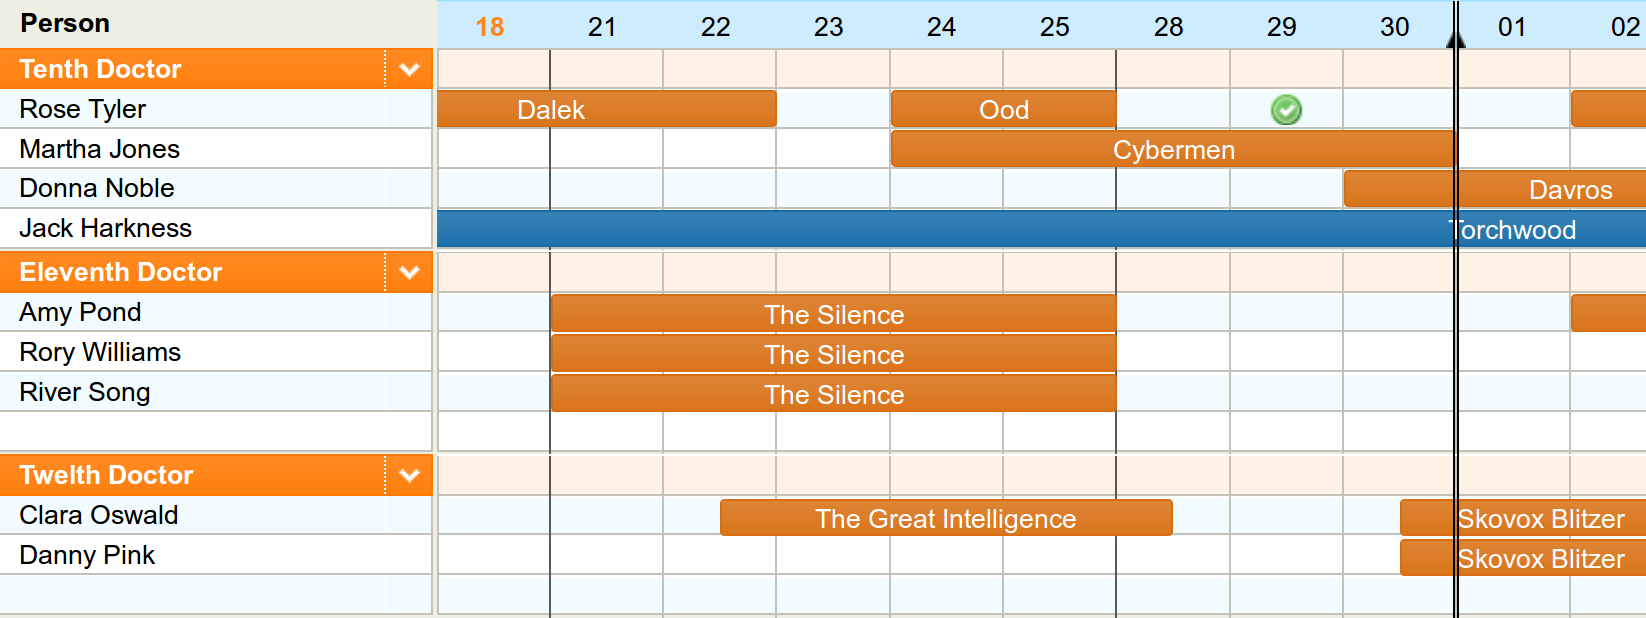 Person 18 21 22 23 24 25 28 29 30 01 02
Tenth Doctor
Rose Tyler Dalek Ood
Martha Jones Cybermen
Donna Noble Davros
Jack Harkness Torchwood
Eleventh Doctor
Amy Pond The Silence
Rory Williams The Silence
River Song The Silence
Twelth Doctor
Clara Oswald The Great Intelligence Skovox Blitzer
Danny Pink Skovox Blitzer